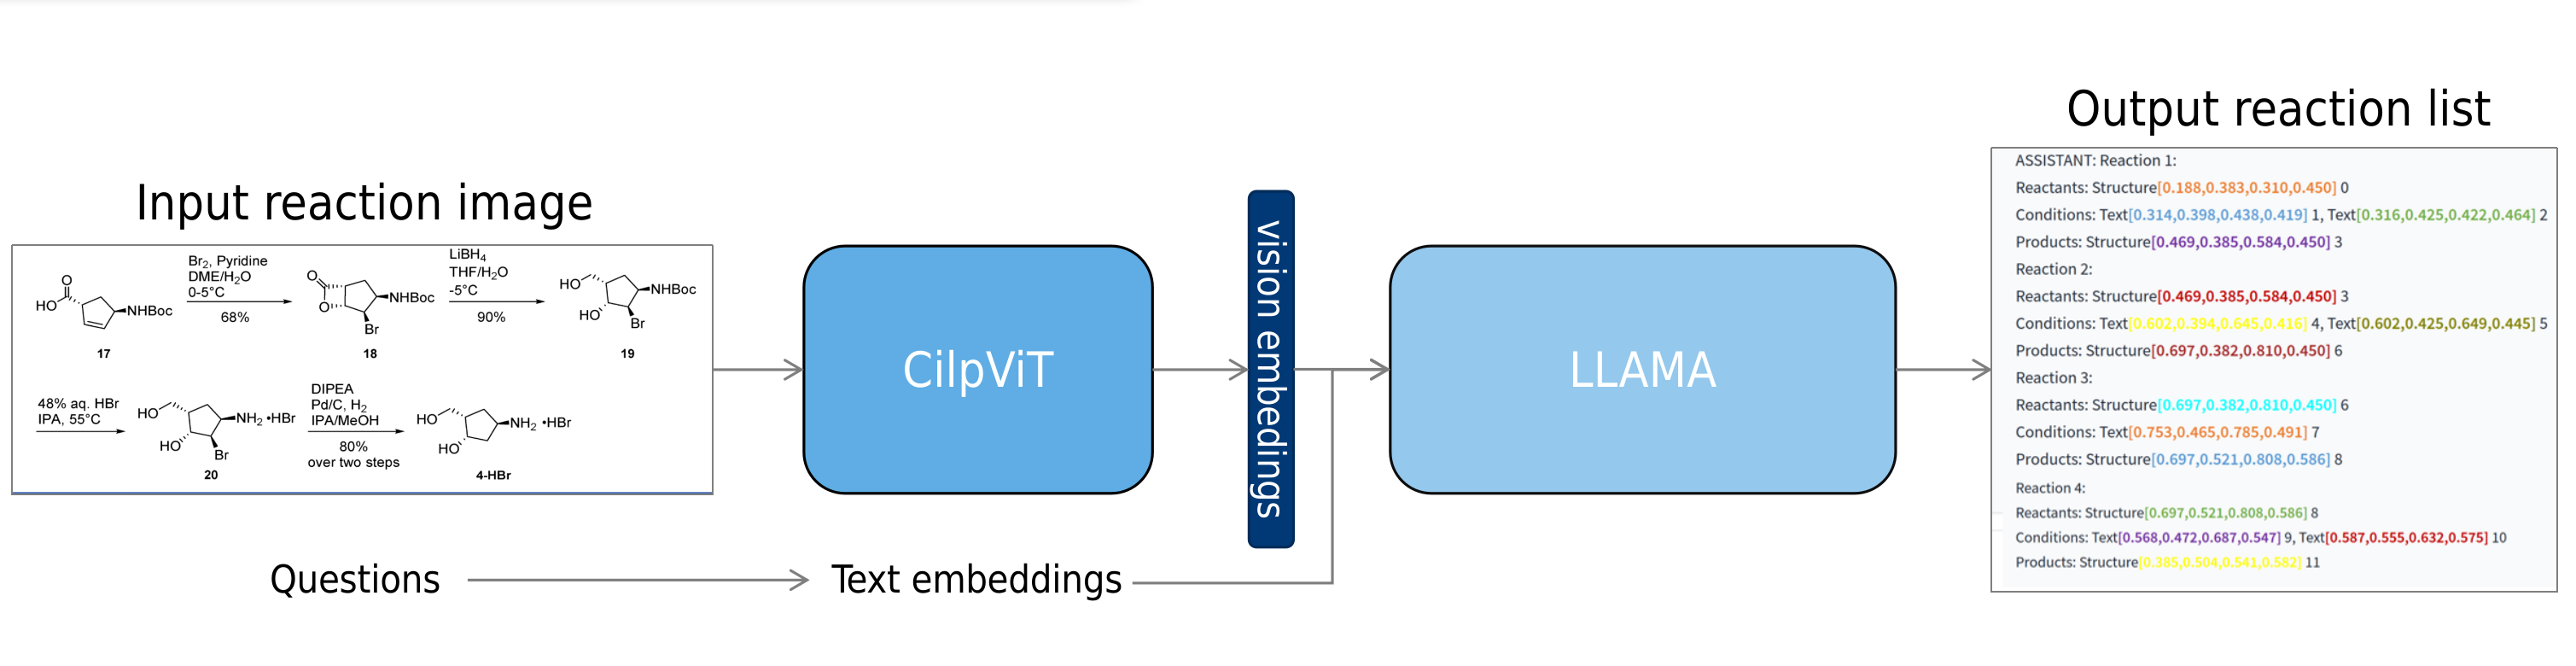 Input reaction image
Br2, Pyridine
DME/H2O
0-5°C
68%
LiBH4
THF/H2O
-5°C
90%
O
HO
NHBoc
17
O
O
NHBoc
Br
18
HO
NHBoc
HO
Br
19
48% aq. HBr
IPA, 55°C
HO
NH2 •HBr
HO
Br
20
DIPEA
Pd/C, H2
IPA/MeOH
80%
over two steps
HO
NH2 •HBr
HO
4-HBr
Questions
Text embeddings
CilpViT
vision embedings
LLAMA
Output reaction list
ASSISTANT: Reaction 1:
Reactants: Structure[0.188,0.383,0.310,0.450] 0
Conditions: Text[0.314,0.398,0.438,0.419] 1, Text[0.316,0.425,0.422,0.464] 2
Products: Structure[0.469,0.385,0.584,0.450] 3
Reaction 2:
Reactants: Structure[0.469,0.385,0.584,0.450] 3
Conditions: Text[0.602,0.394,0.645,0.416] 4, Text[0.602,0.425,0.649,0.445] 5
Products: Structure[0.697,0.382,0.810,0.450] 6
Reaction 3:
Reactants: Structure[0.697,0.382,0.810,0.450] 6
Conditions: Text[0.753,0.465,0.785,0.491] 7
Products: Structure[0.697,0.521,0.808,0.586] 8
Reaction 4:
Reactants: Structure[0.697,0.521,0.808,0.586] 8
Conditions: Text[0.568,0.472,0.687,0.547] 9, Text[0.587,0.555,0.632,0.575] 10
Products: Structure[0.385,0.504,0.541,0.582] 11